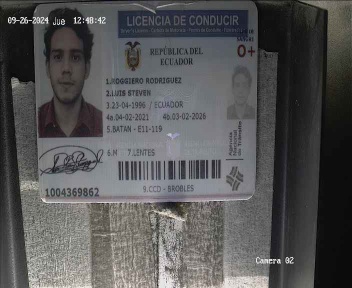 09-26-2024 Jue 12:48:42
LICENCIA DE CONDUCIR
REPÚBLICA DEL
ECUADOR
O+
1.ROGGIERO RODRIGUEZ
2.LUIS STEVEN
3.23-04-1996 / ECUADOR
4a.04-02-2021 4b.03-02-2026
5.BATAN - E11-119
6.M 7.LENTES
Agencia
Nacional
de Tránsito
1004369862
9.CCD - BROBLES
Camera 02